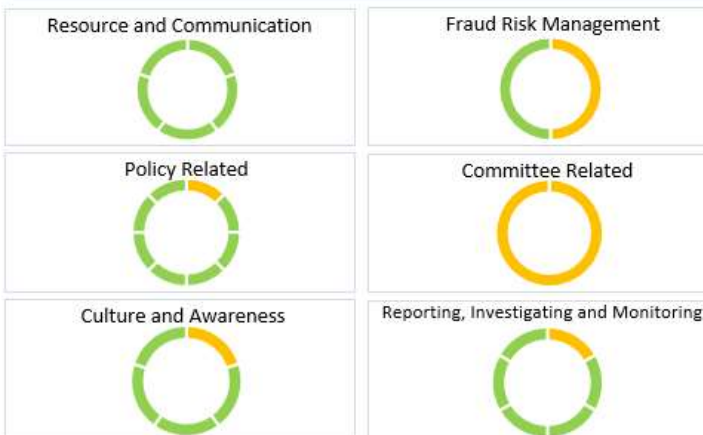 Resource and Communication
Fraud Risk Management
Policy Related
Committee Related
Culture and Awareness
Reporting, Investigating and Monitoring